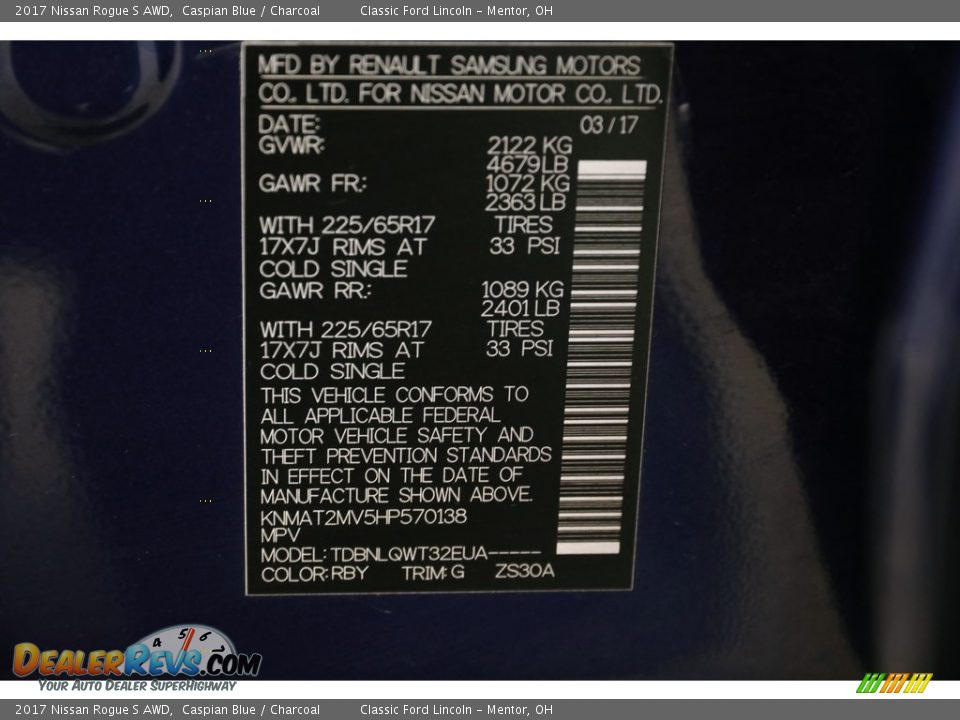 2017 Nissan Rogue S AWD, Caspian Blue / Charcoal Classic Ford Lincoln - Mentor, OH
MFD BY RENAULT SAMSUNG MOTORS
CO., LTD. FOR NISSAN MOTOR CO., LTD.
DATE: 03/17
GVWR: 2122 KG
4679 LB
GAWR FR.: 1072 KG
2363 LB
WITH 225/65R17 TIRES
17X7J RIMS AT 33 PSI
COLD SINGLE
GAWR RR.: 1089 KG
2401 LB
WITH 225/65R17 TIRES
17X7J RIMS AT 33 PSI
COLD SINGLE
THIS VEHICLE CONFORMS TO
ALL APPLICABLE FEDERAL
MOTOR VEHICLE SAFETY AND
THEFT PREVENTION STANDARDS
IN EFFECT ON THE DATE OF
MANUFACTURE SHOWN ABOVE.
KNMAT2MV5HP570138
MPV
MODEL: TDBNLQWT32EUA-----
COLOR: RBY TRIM: G ZS30A
4 5 6
DEALERREVS.COM
YOUR AUTO DEALER SUPERHIGHWAY
2017 Nissan Rogue S AWD, Caspian Blue / Charcoal Classic Ford Lincoln - Mentor, OH